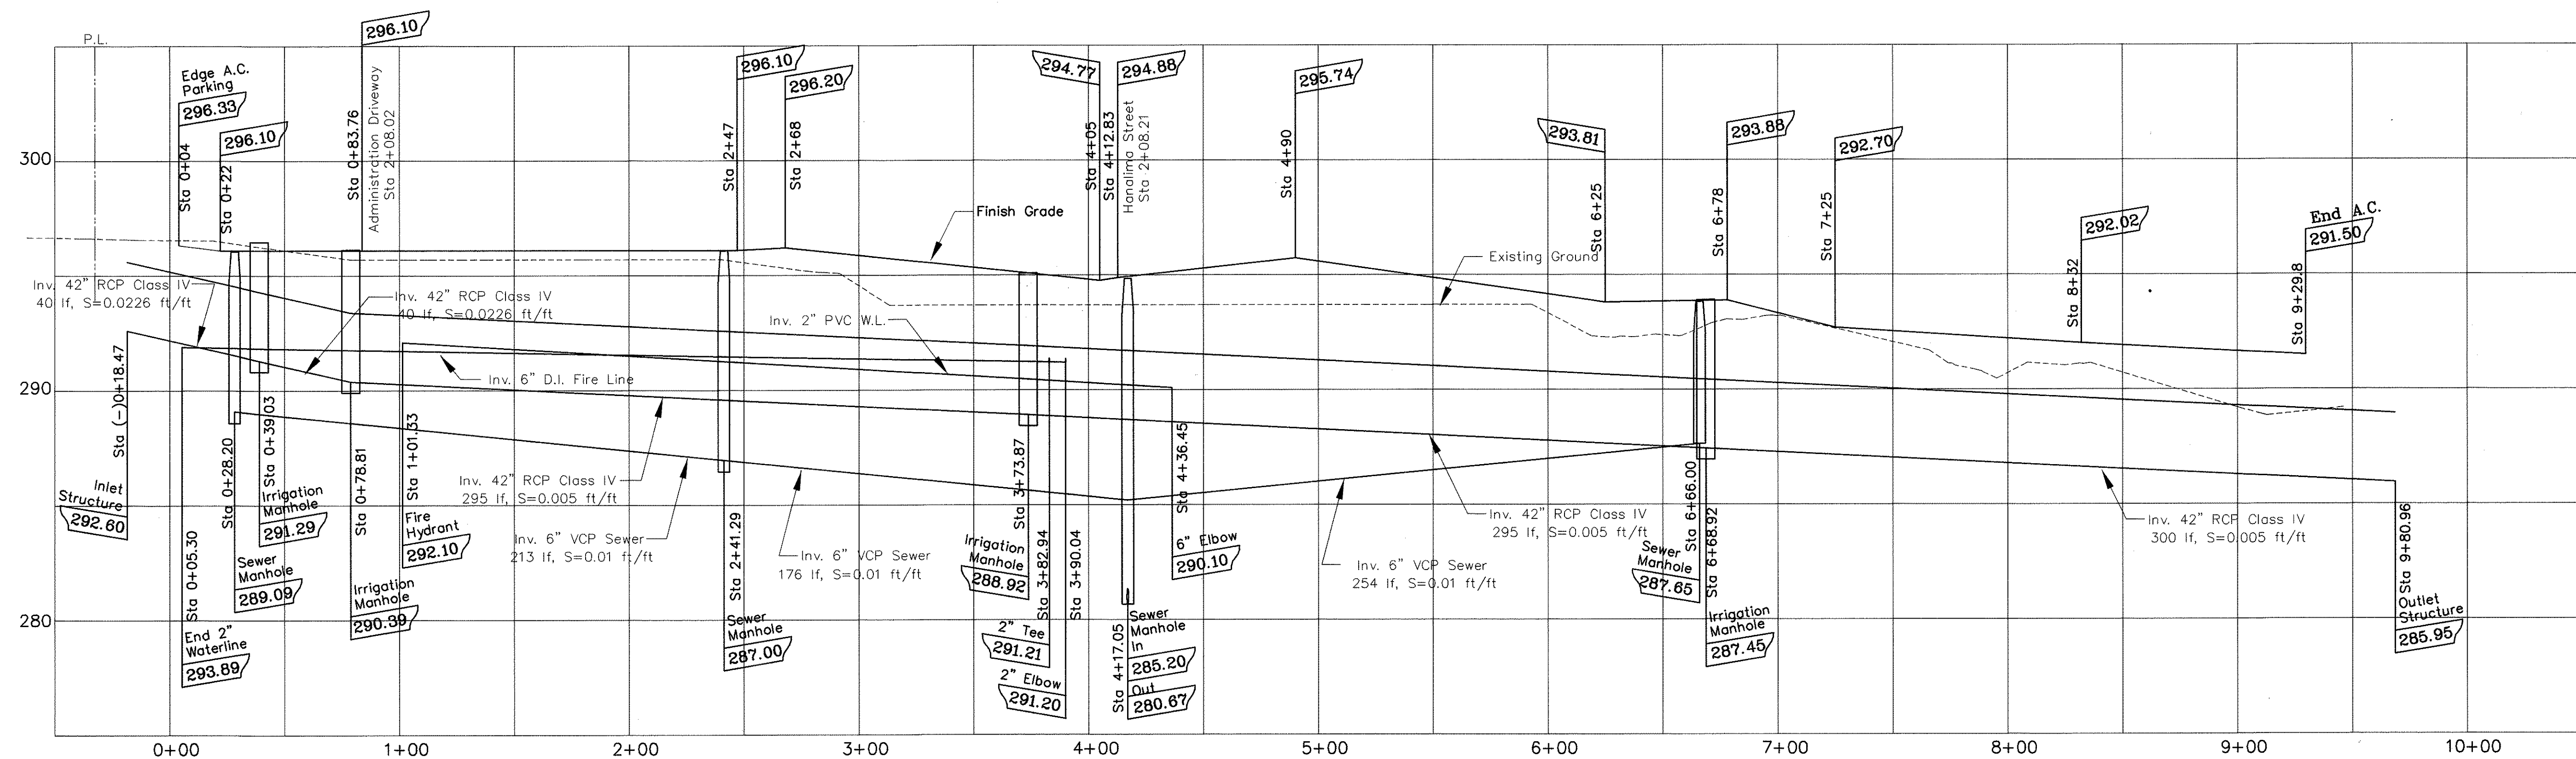 P.L.
Edge A.C.
Parking
296.33
Sta 0+04
296.10
Sta 0+22
296.10
Sta 0+83.76
Administration Driveway
Sta 2+08.02
296.10
Sta 2+47
296.20
Sta 2+68
294.77
Sta 4+05
294.88
Sta 4+12.83
Hanalima Street
Sta 2+08.21
295.74
Sta 4+90
293.81
Sta 6+25
293.88
Sta 6+78
292.70
Sta 7+25
292.02
Sta 8+32
End A.C.
291.50
Sta 9+29.8
300
290
280
Finish Grade
Existing Ground
Inv. 42" RCP Class IV
40 lf, S=0.0226 ft/ft
Inv. 42" RCP Class IV
40 lf, S=0.0226 ft/ft
Inv. 2" PVC W.L.
Inv. 6" D.I. Fire Line
Inv. 42" RCP Class IV
295 lf, S=0.005 ft/ft
Inv. 6" VCP Sewer
213 lf, S=0.01 ft/ft
Inv. 6" VCP Sewer
176 lf, S=0.01 ft/ft
Inv. 6" VCP Sewer
254 lf, S=0.01 ft/ft
Inv. 42" RCP Class IV
295 lf, S=0.005 ft/ft
Inv. 42" RCP Class IV
300 lf, S=0.005 ft/ft
Sta (-)0+18.47
Inlet
Structure
292.60
Sta 0+05.30
End 2"
Waterline
293.89
Sta 0+28.20
Sewer
Manhole
289.09
Sta 0+39.03
Irrigation
Manhole
291.29
Sta 0+78.81
Irrigation
Manhole
290.39
Sta 1+01.33
Fire
Hydrant
292.10
Sta 2+41.29
Sewer
Manhole
287.00
Sta 3+73.87
Irrigation
Manhole
288.92
Sta 3+82.94
2" Tee
291.21
Sta 3+90.04
2" Elbow
291.20
Sta 4+17.05
Sewer
Manhole
In
285.20
Out
280.67
Sta 4+36.45
6" Elbow
290.10
Sta 6+66.00
Sewer
Manhole
287.65
Sta 6+68.92
Irrigation
Manhole
287.45
Sta 9+80.96
Outlet
Structure
285.95
0+00
1+00
2+00
3+00
4+00
5+00
6+00
7+00
8+00
9+00
10+00